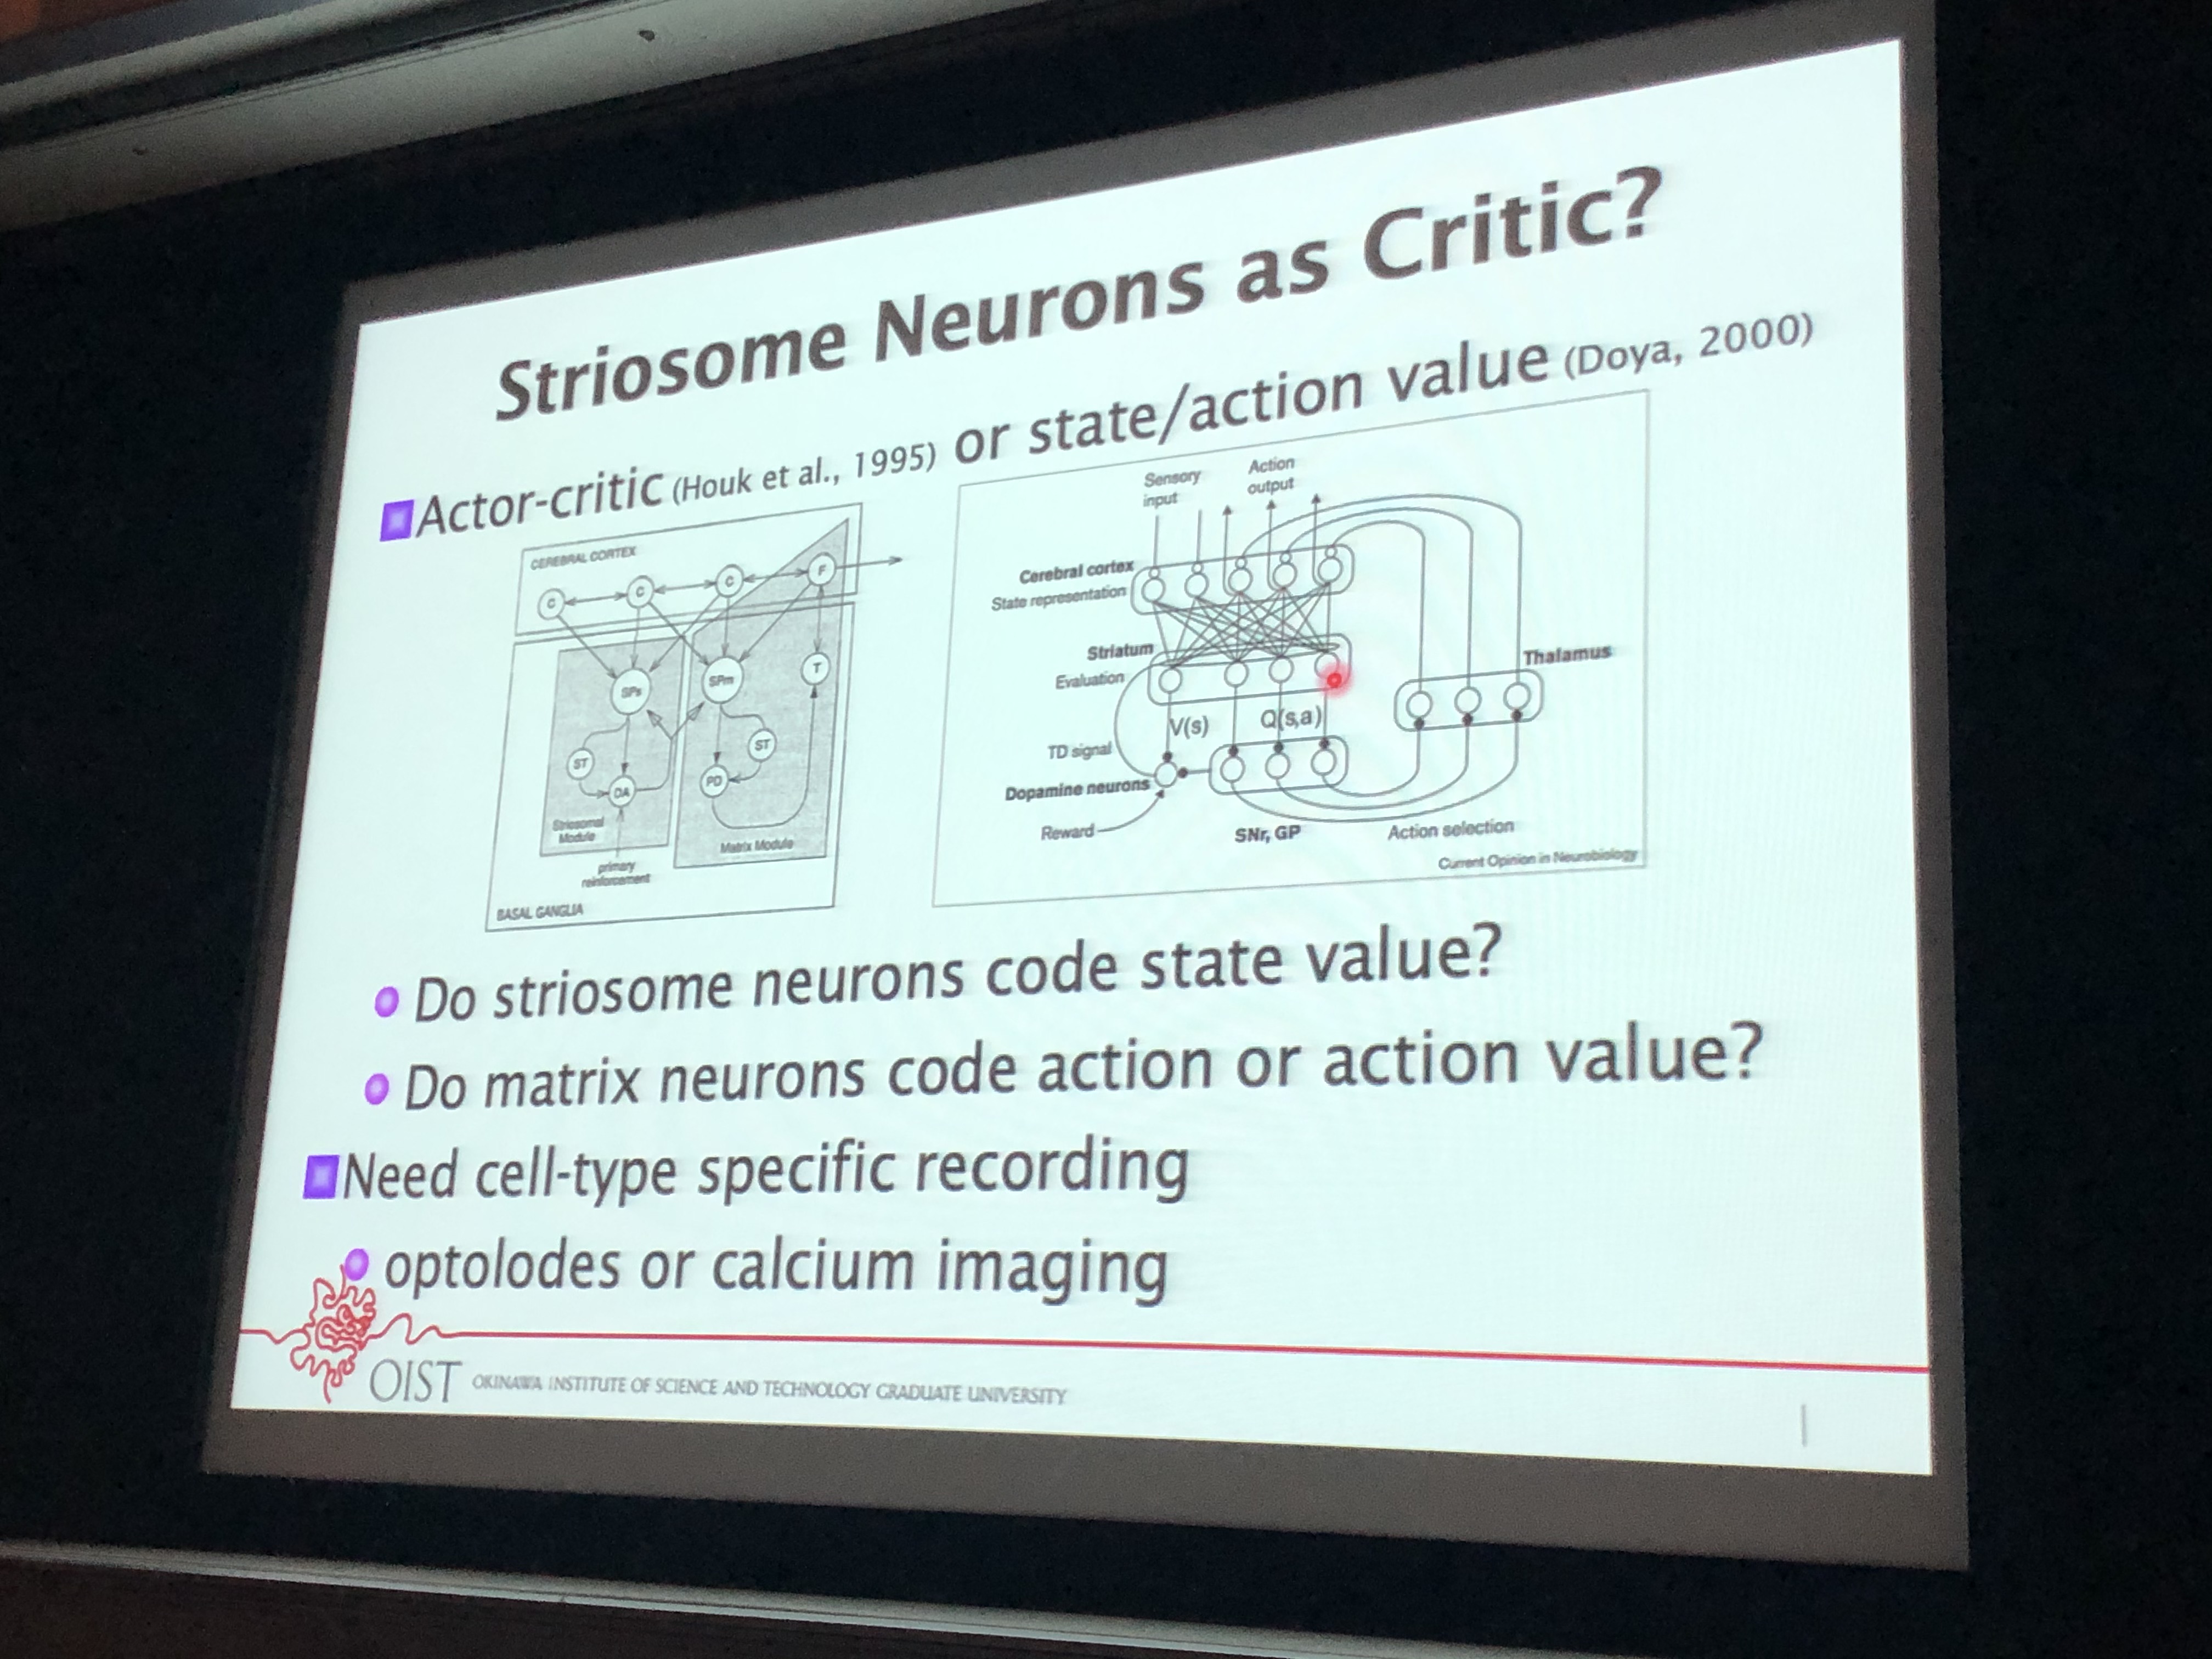 Striosome Neurons as Critic?
Actor-critic (Houk et al., 1995) or state/action value (Doya, 2000)
CEREBRAL CORTEX
C
C
C
F
SPs
SPm
T
ST
ST
DA
PD
Striosomal
Module
Matrix Module
primary
reinforcement
BASAL GANGLIA
Sensory
input
Action
output
Cerebral cortex
State representation
Striatum
Evaluation
Thalamus
V(s)
Q(s,a)
TD signal
Dopamine neurons
Reward
SNr, GP
Action selection
Current Opinion in Neurobiology
Do striosome neurons code state value?
Do matrix neurons code action or action value?
Need cell-type specific recording
optolodes or calcium imaging
OIST OKINAWA INSTITUTE OF SCIENCE AND TECHNOLOGY GRADUATE UNIVERSITY